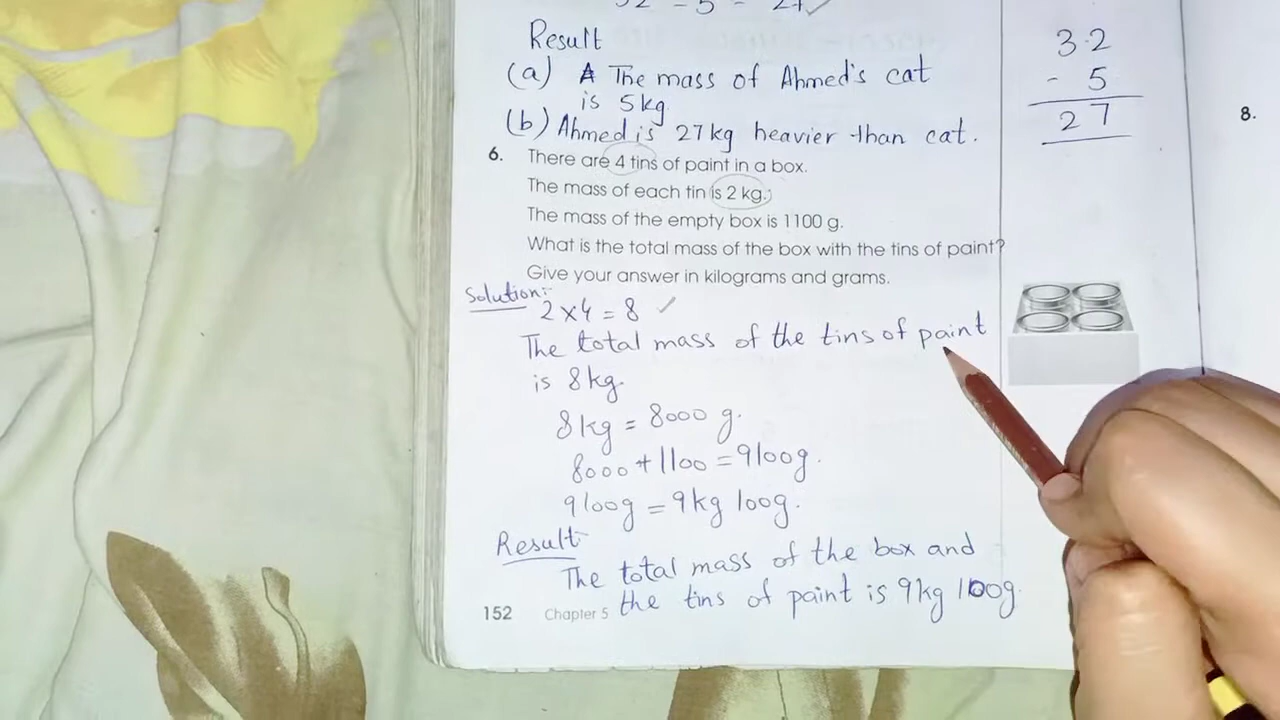 32 - 5 = 27
Result
(a) A The mass of Ahmed's cat
is 5kg.
(b) Ahmed is 27kg heavier than cat.
32
- 5
27
8.
6. There are 4 tins of paint in a box.
The mass of each tin is 2 kg.
The mass of the empty box is 1100 g.
What is the total mass of the box with the tins of paint?
Give your answer in kilograms and grams.
Solution:-
2 x 4 = 8
The total mass of the tins of paint
is 8kg.
8kg = 8000 g.
8000 + 1100 = 9100g.
9100g = 9kg 100g.
Result-
The total mass of the box and
the tins of paint is 9kg 100g.
152 Chapter 5